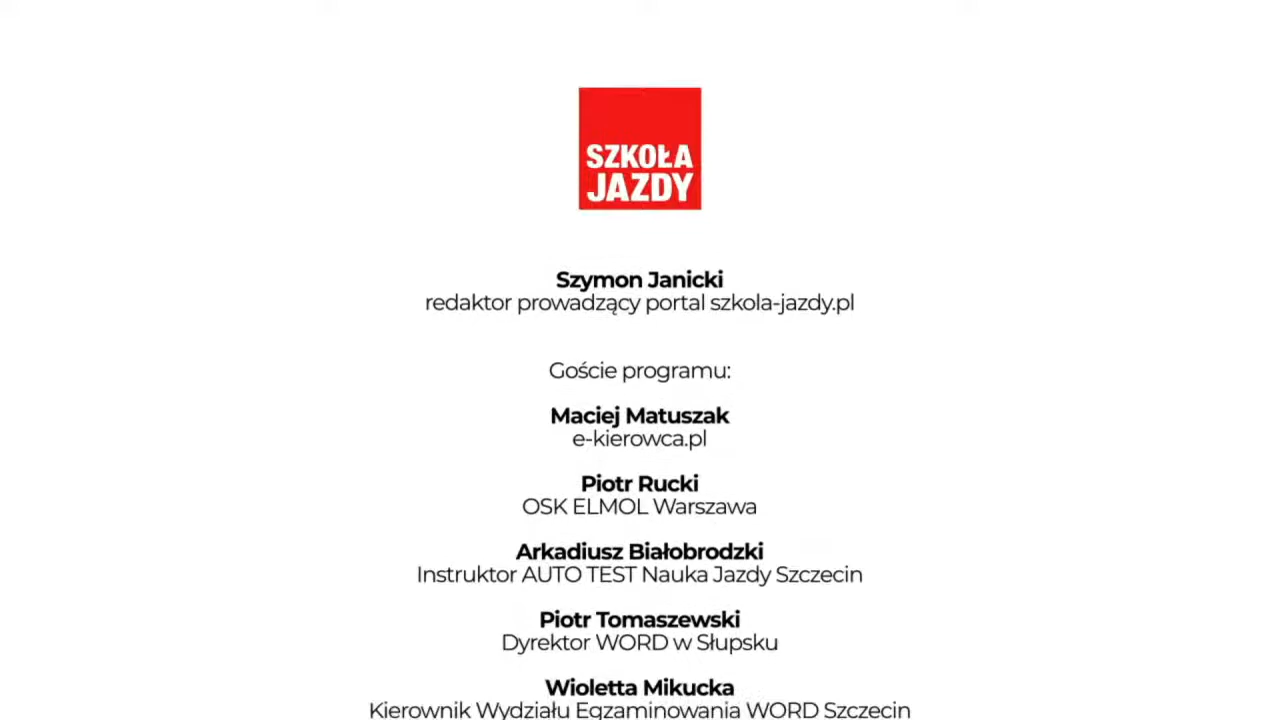 SZKOŁA
JAZDY
Szymon Janicki
redaktor prowadzący portal szkola-jazdy.pl
Goście programu:
Maciej Matuszak
e-kierowca.pl
Piotr Rucki
OSK ELMOL Warszawa
Arkadiusz Białobrodzki
Instruktor AUTO TEST Nauka Jazdy Szczecin
Piotr Tomaszewski
Dyrektor WORD w Słupsku
Wioletta Mikucka
Kierownik Wydziału Egzaminowania WORD Szczecin